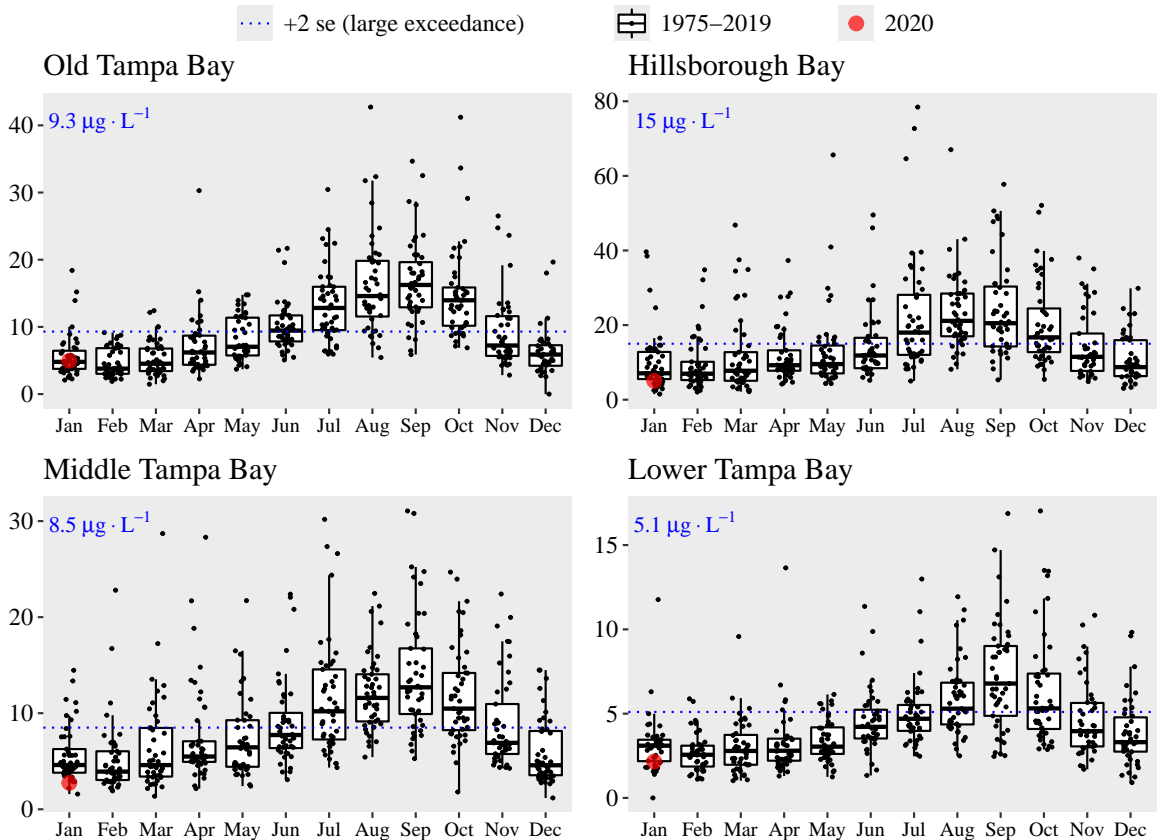 +2 se (large exceedance) 1975−2019 2020
Old Tampa Bay
9.3 μg · L−1
40
30
20
10
0
Jan Feb Mar Apr May Jun Jul Aug Sep Oct Nov Dec
Hillsborough Bay
15 μg · L−1
80
60
40
20
0
Jan Feb Mar Apr May Jun Jul Aug Sep Oct Nov Dec
Middle Tampa Bay
8.5 μg · L−1
30
20
10
0
Jan Feb Mar Apr May Jun Jul Aug Sep Oct Nov Dec
Lower Tampa Bay
5.1 μg · L−1
15
10
5
0
Jan Feb Mar Apr May Jun Jul Aug Sep Oct Nov Dec